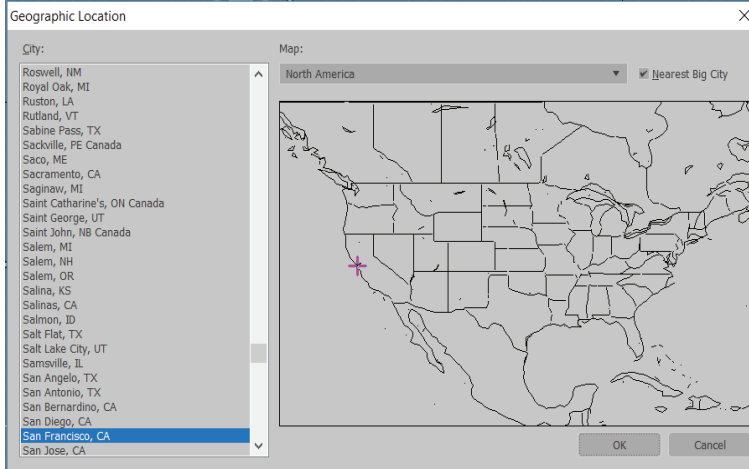 Geographic Location
City:
Roswell, NM
Royal Oak, MI
Ruston, LA
Rutland, VT
Sabine Pass, TX
Sackville, PE Canada
Saco, ME
Sacramento, CA
Saginaw, MI
Saint Catharine's, ON Canada
Saint George, UT
Saint John, NB Canada
Salem, MI
Salem, NH
Salem, OR
Salina, KS
Salinas, CA
Salmon, ID
Salt Flat, TX
Salt Lake City, UT
Samsville, IL
San Angelo, TX
San Antonio, TX
San Bernardino, CA
San Diego, CA
San Francisco, CA
San Jose, CA
Map:
North America
Nearest Big City
OK
Cancel